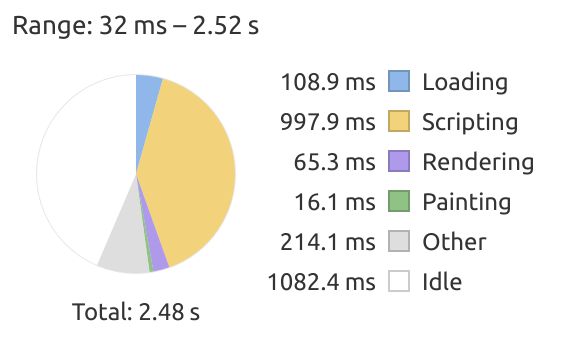 Range: 32 ms – 2.52 s
108.9 ms Loading
997.9 ms Scripting
65.3 ms Rendering
16.1 ms Painting
214.1 ms Other
1082.4 ms Idle
Total: 2.48 s